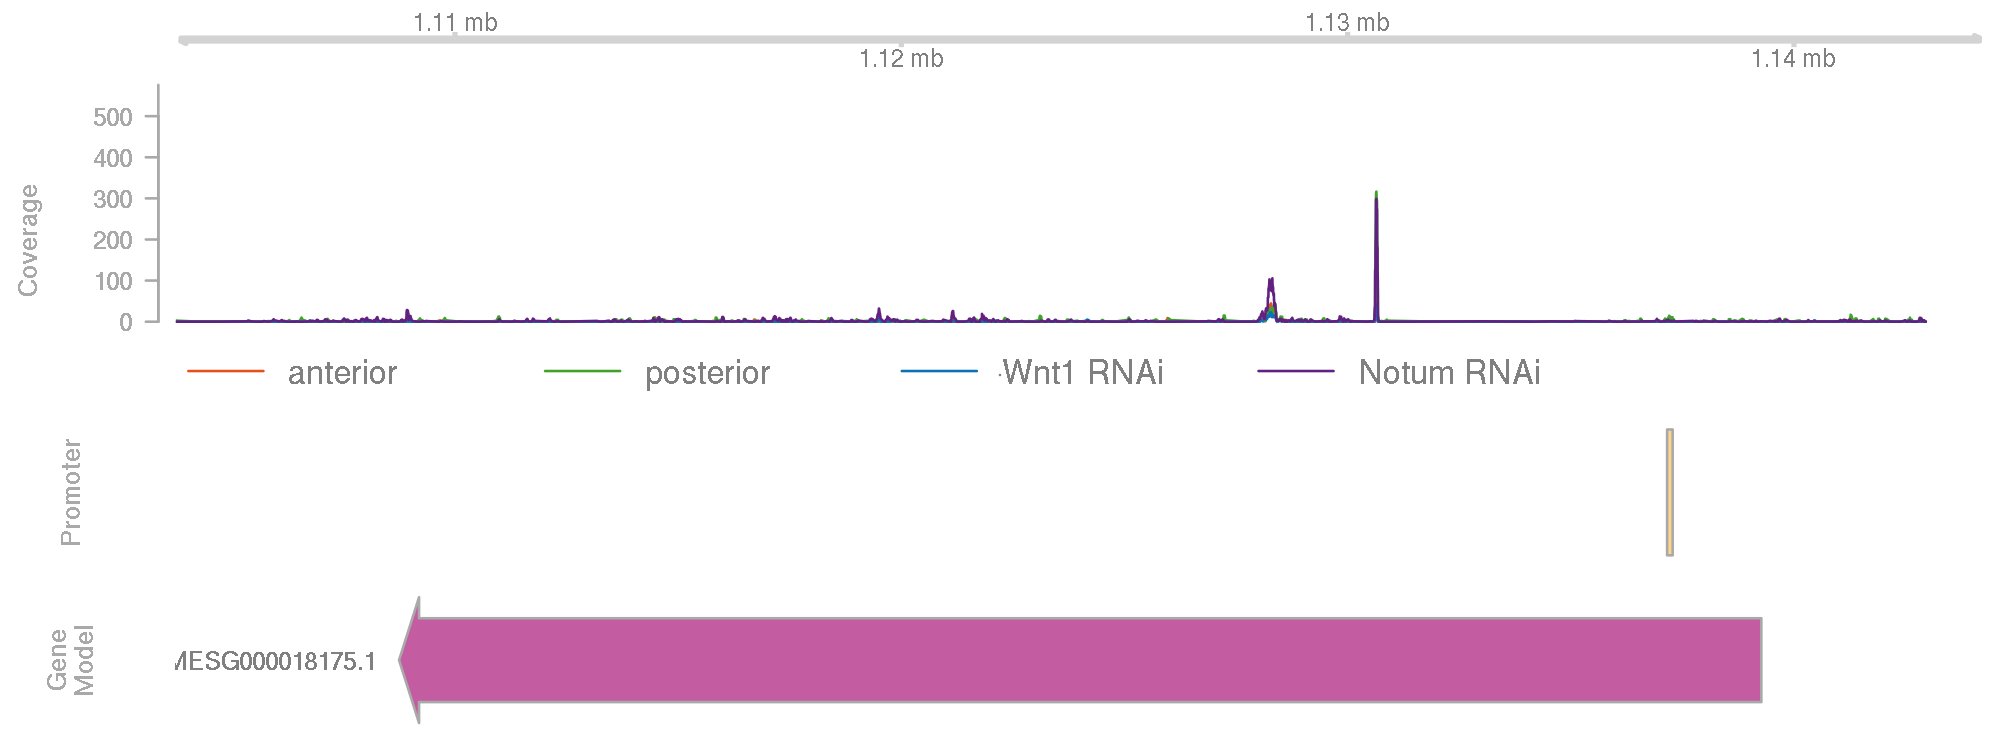 1.11 mb
1.13 mb
1.12 mb
1.14 mb
Coverage
500
400
300
200
100
0
anterior
posterior
Wnt1 RNAi
Notum RNAi
Promoter
Gene
Model
MESG000018175.1